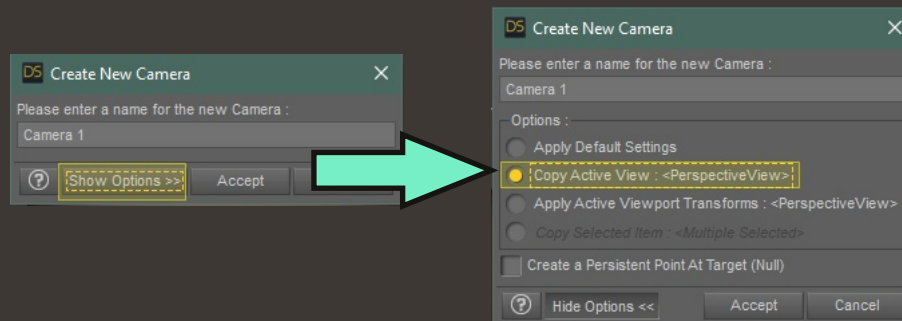 DS Create New Camera
Please enter a name for the new Camera :
Camera 1
Show Options >>
Accept
DS Create New Camera
Please enter a name for the new Camera :
Camera 1
Options :
Apply Default Settings
Copy Active View : <PerspectiveView>
Apply Active Viewport Transforms : <PerspectiveView>
Copy Selected Item : <Multiple Selected>
Create a Persistent Point At Target (Null)
? Hide Options << Accept Cancel